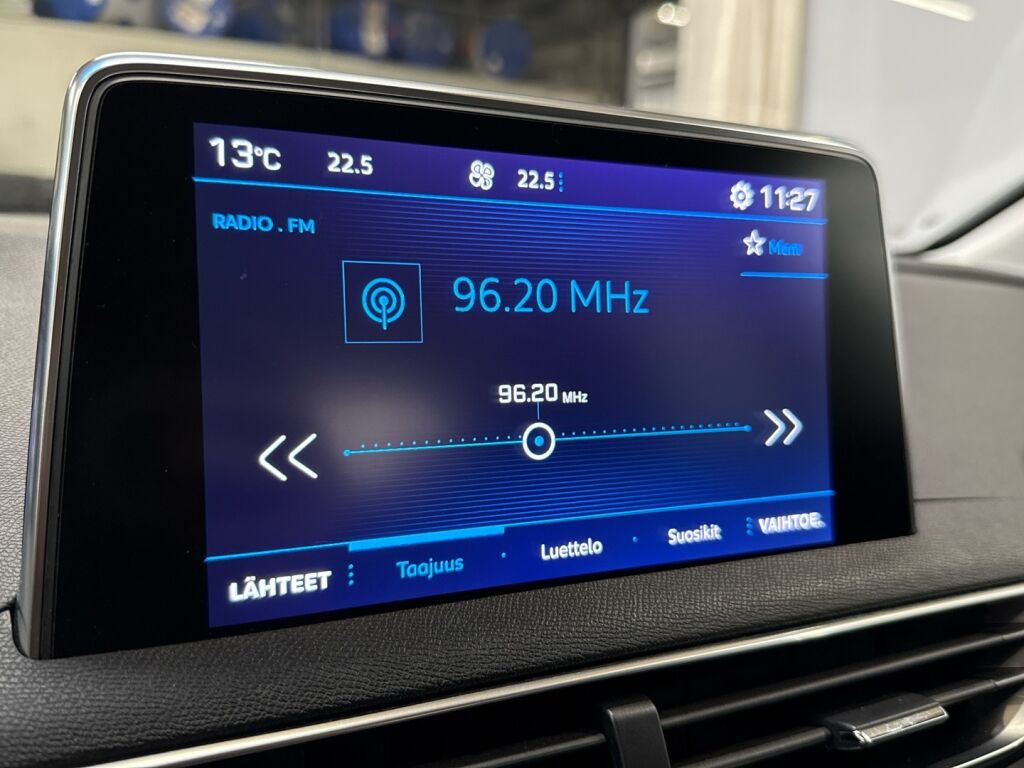 13°C 22.5 22.5 11:27
RADIO . FM
Mem
96.20 MHz
96.20 MHz
LÄHTEET Taajuus Luettelo Suosikit VAIHTOE.